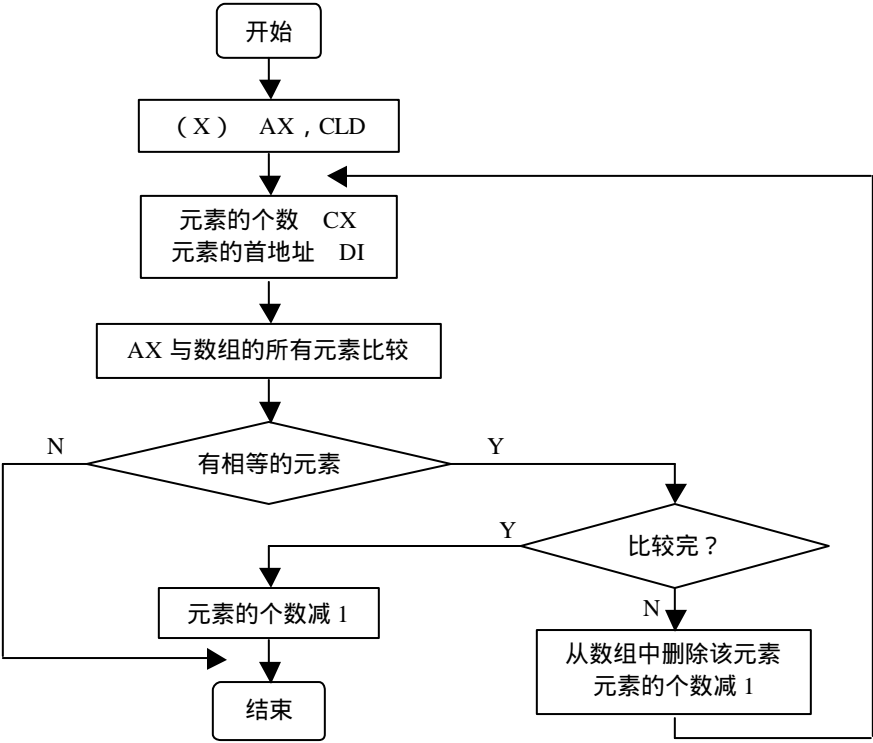 开始
（X） AX，CLD
元素的个数 CX
元素的首地址 DI
AX 与数组的所有元素比较
N
有相等的元素
Y
Y
比较完？
元素的个数减 1
N
从数组中删除该元素
元素的个数减 1
结束